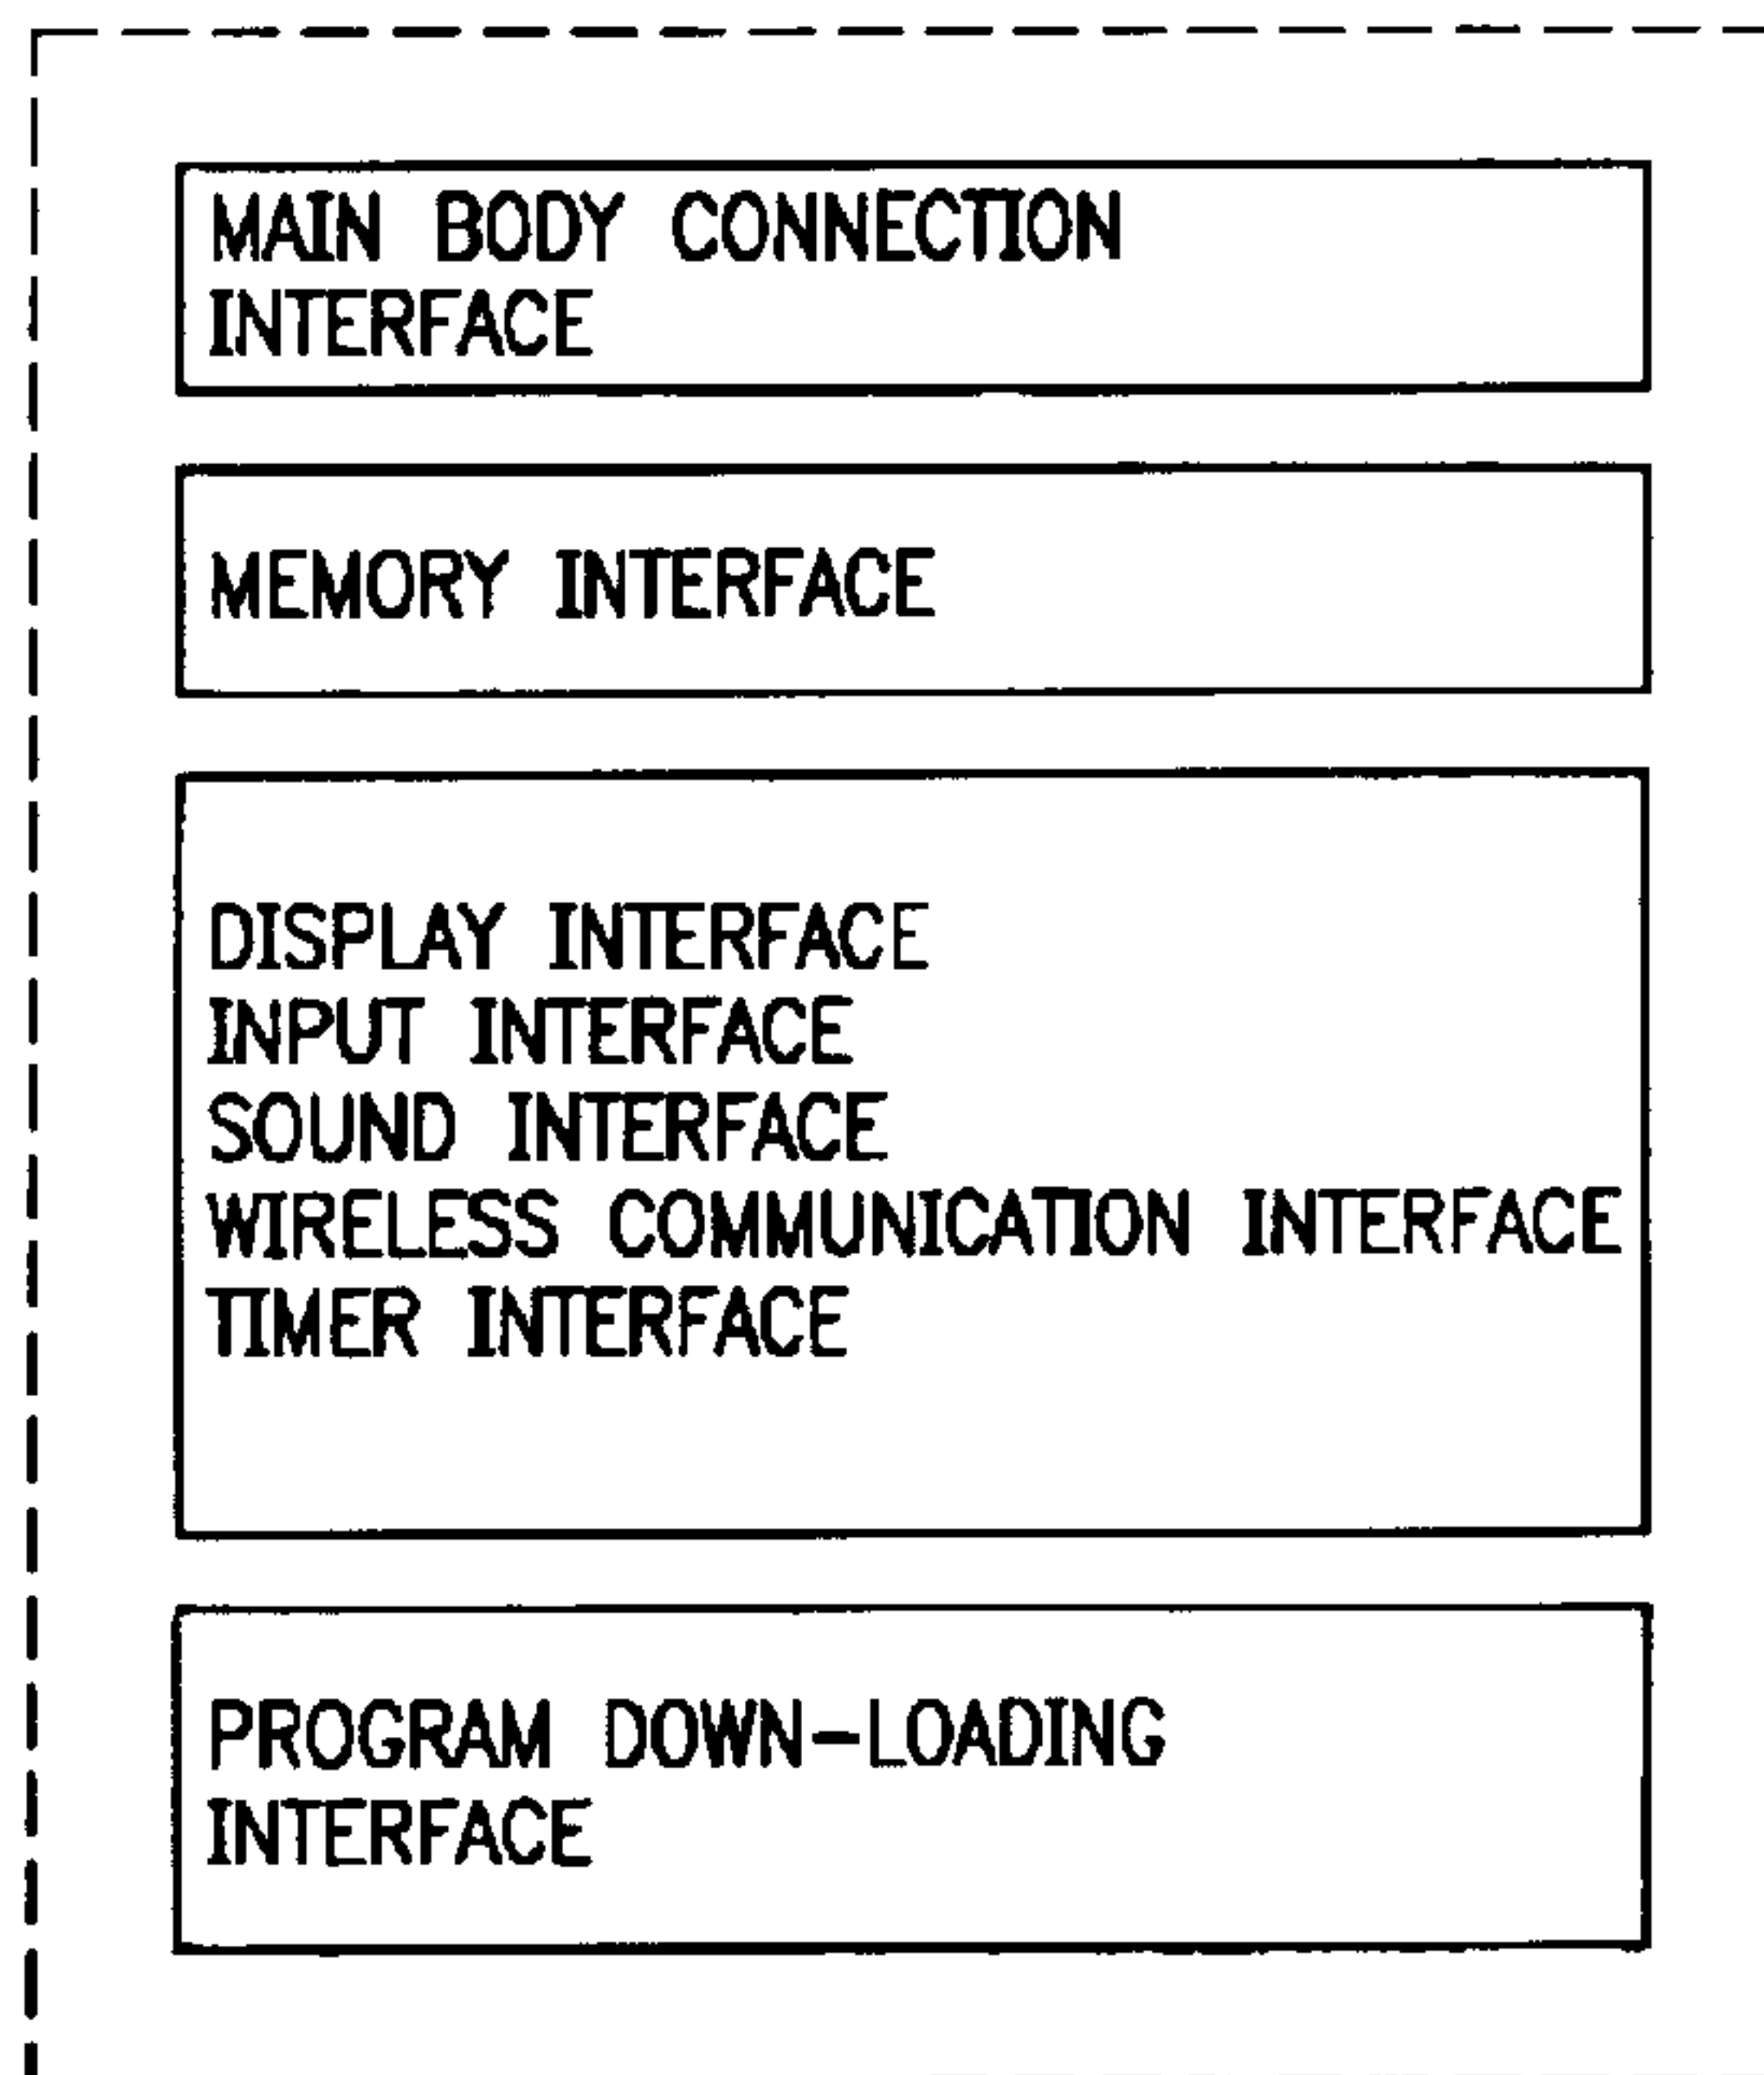 MAIN BODY CONNECTION
INTERFACE
MEMORY INTERFACE
DISPLAY INTERFACE
INPUT INTERFACE
SOUND INTERFACE
WIRELESS COMMUNICATION INTERFACE
TIMER INTERFACE
PROGRAM DOWN-LOADING
INTERFACE